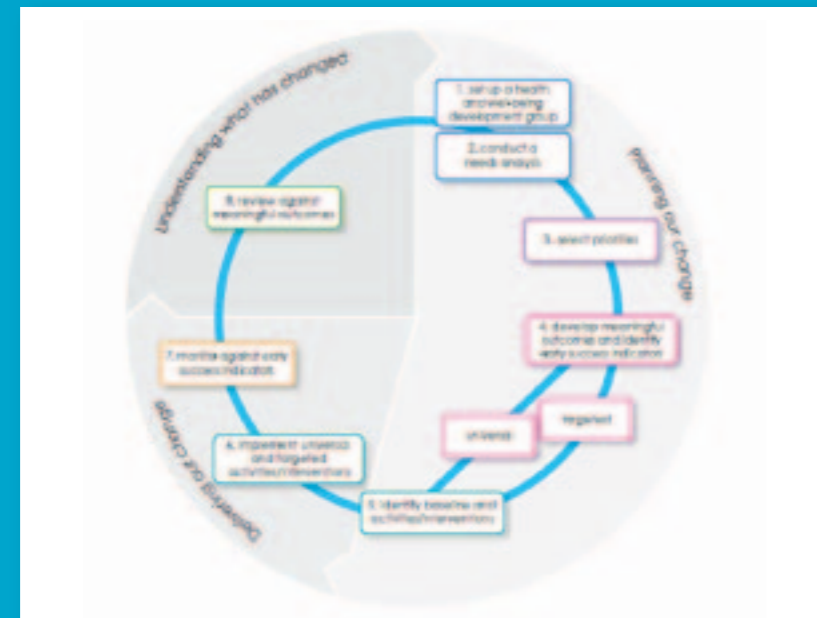 Understanding what has changed
Planning our change
Delivering our change
1. set up a health
and well-being
development group
2. conduct a
needs analysis
3. select priorities
4. develop meaningful
outcomes and identify
early success indicators
universal
targeted
5. identify baseline and
activities/interventions
6. implement universal
and targeted
activities/interventions
7. monitor against early
success indicators
8. review against
meaningful outcomes